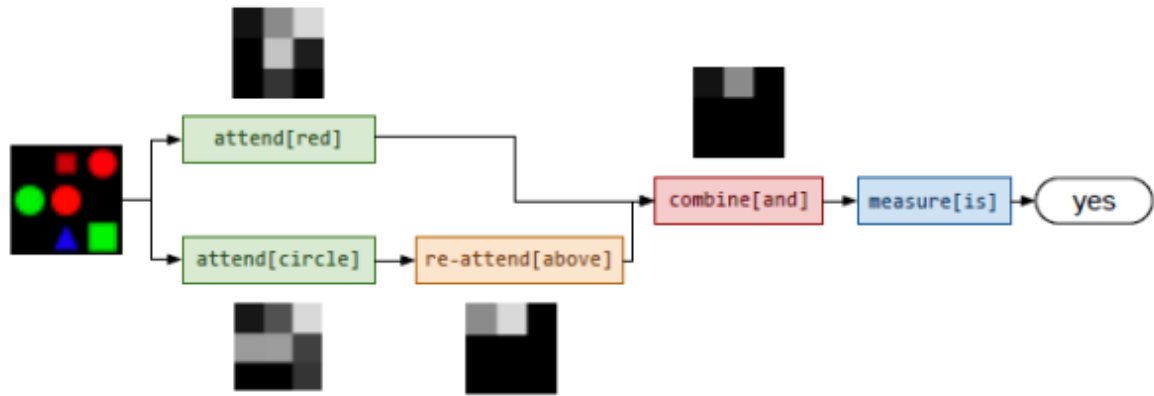 attend[red]
combine[and]
measure[is]
yes
attend[circle]
re-attend[above]